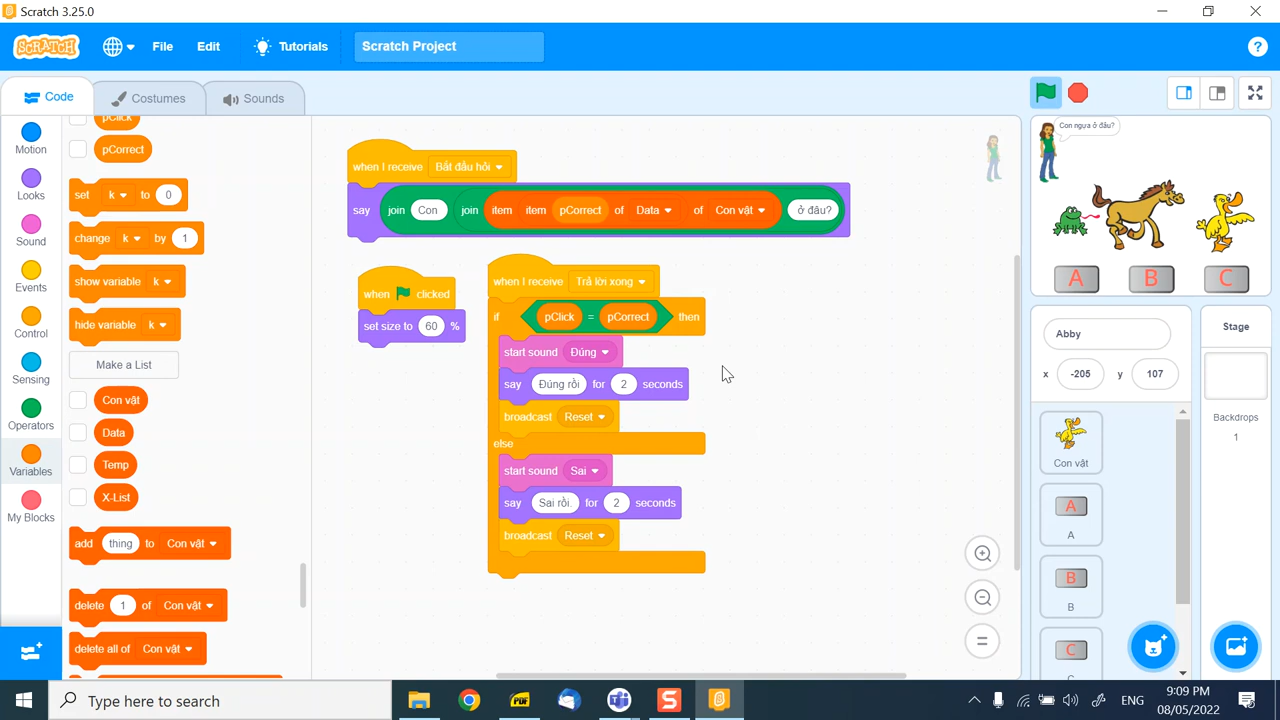 Scratch 3.25.0
SCRATCH
File
Edit
Tutorials
Scratch Project
?
Code
Costumes
Sounds
Motion
Looks
Sound
Events
Control
Sensing
Operators
Variables
My Blocks
pClick
pCorrect
set k to 0
change k by 1
show variable k
hide variable k
Make a List
Con vật
Data
Temp
X-List
add thing to Con vật
delete 1 of Con vật
delete all of Con vật
when I receive Bắt đầu hỏi
say join Con join item item pCorrect of Data of Con vật ở đâu?
when clicked
set size to 60 %
when I receive Trả lời xong
if pClick = pCorrect then
start sound Đúng
say Đúng rồi for 2 seconds
broadcast Reset
else
start sound Sai
say Sai rồi. for 2 seconds
broadcast Reset
Con ngựa ở đâu?
A B C
Abby
x -205 y 107
Con vật
A
A
B
B
C
C
Stage
Backdrops
1
Type here to search
PDF
S
ENG
9:09 PM
08/05/2022